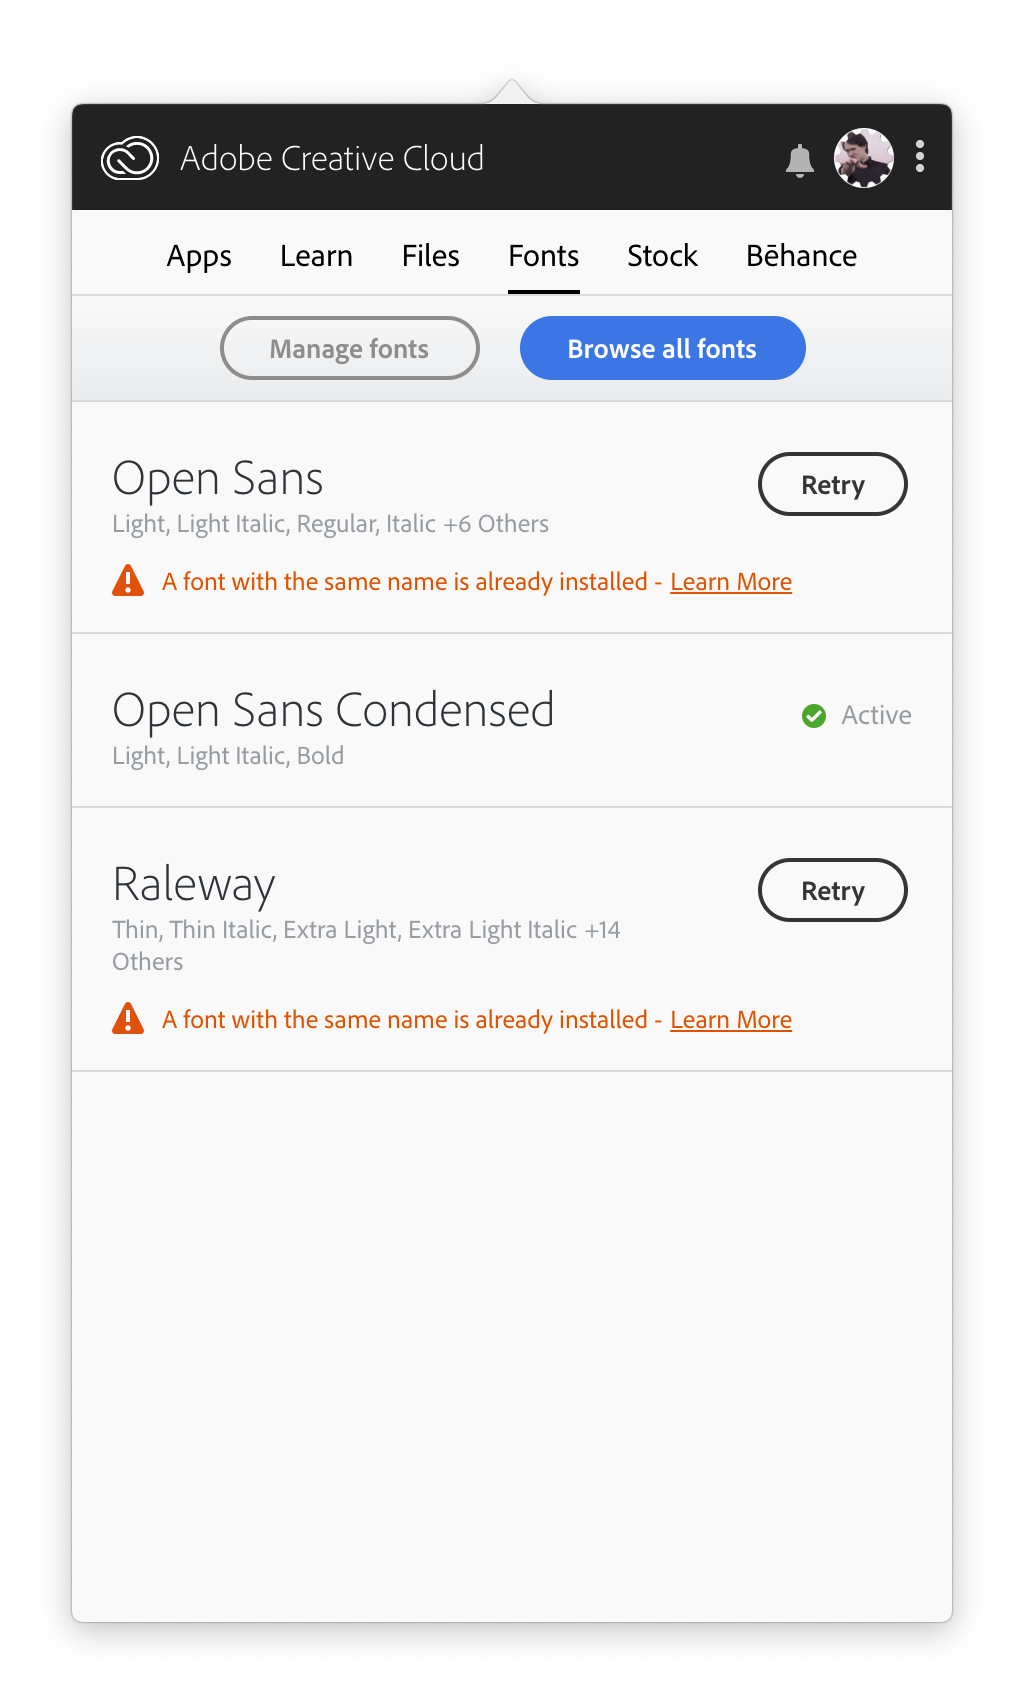 Adobe Creative Cloud
Apps Learn Files Fonts Stock Bēhance
Manage fonts Browse all fonts
Open Sans
Retry
Light, Light Italic, Regular, Italic +6 Others
A font with the same name is already installed - Learn More
Open Sans Condensed
Active
Light, Light Italic, Bold
Raleway
Retry
Thin, Thin Italic, Extra Light, Extra Light Italic +14
Others
A font with the same name is already installed - Learn More